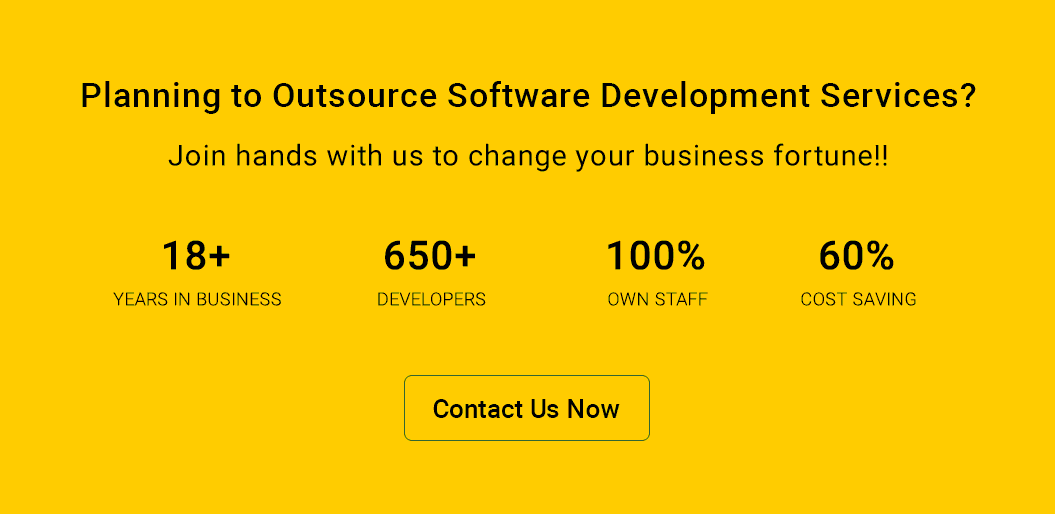 Planning to Outsource Software Development Services?
Join hands with us to change your business fortune!!
18+ 650+ 100% 60%
YEARS IN BUSINESS DEVELOPERS OWN STAFF COST SAVING
Contact Us Now